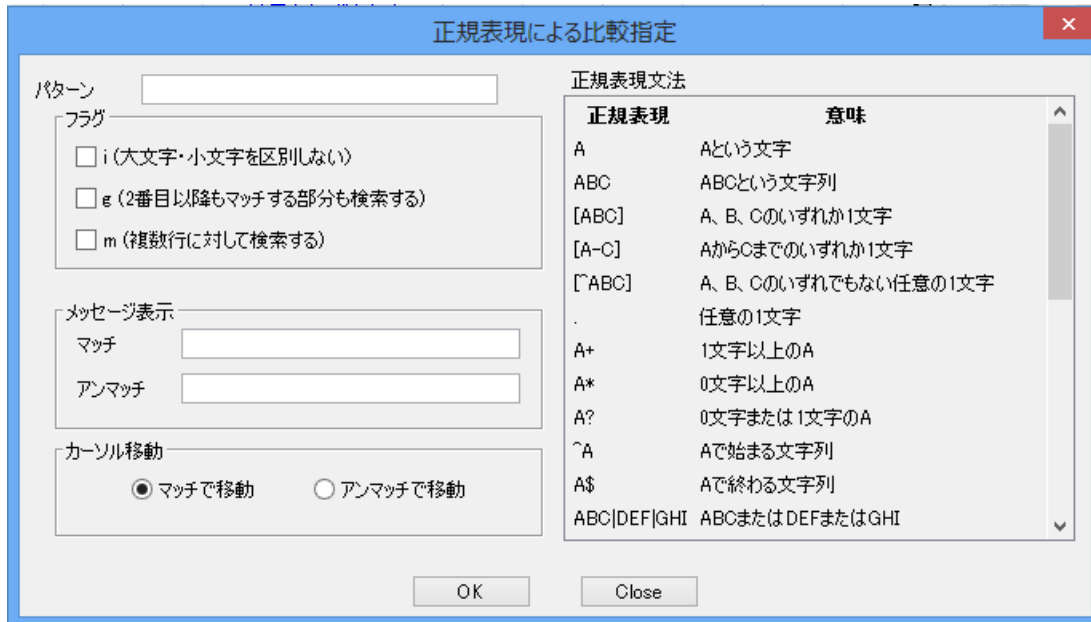 正規表現による比較指定
パターン
フラグ
i (大文字・小文字を区別しない)
g (2番目以降もマッチする部分も検索する)
m (複数行に対して検索する)
メッセージ表示
マッチ
アンマッチ
カーソル移動
マッチで移動 アンマッチで移動
正規表現文法
正規表現 意味
A Aという文字
ABC ABCという文字列
[ABC] A、B、Cのいずれか1文字
[A-C] AからCまでのいずれか1文字
[^ABC] A、B、Cのいずれでもない任意の1文字
. 任意の1文字
A+ 1文字以上のA
A* 0文字以上のA
A? 0文字または1文字のA
^A Aで始まる文字列
A$ Aで終わる文字列
ABC|DEF|GHI ABCまたはDEFまたはGHI
OK Close